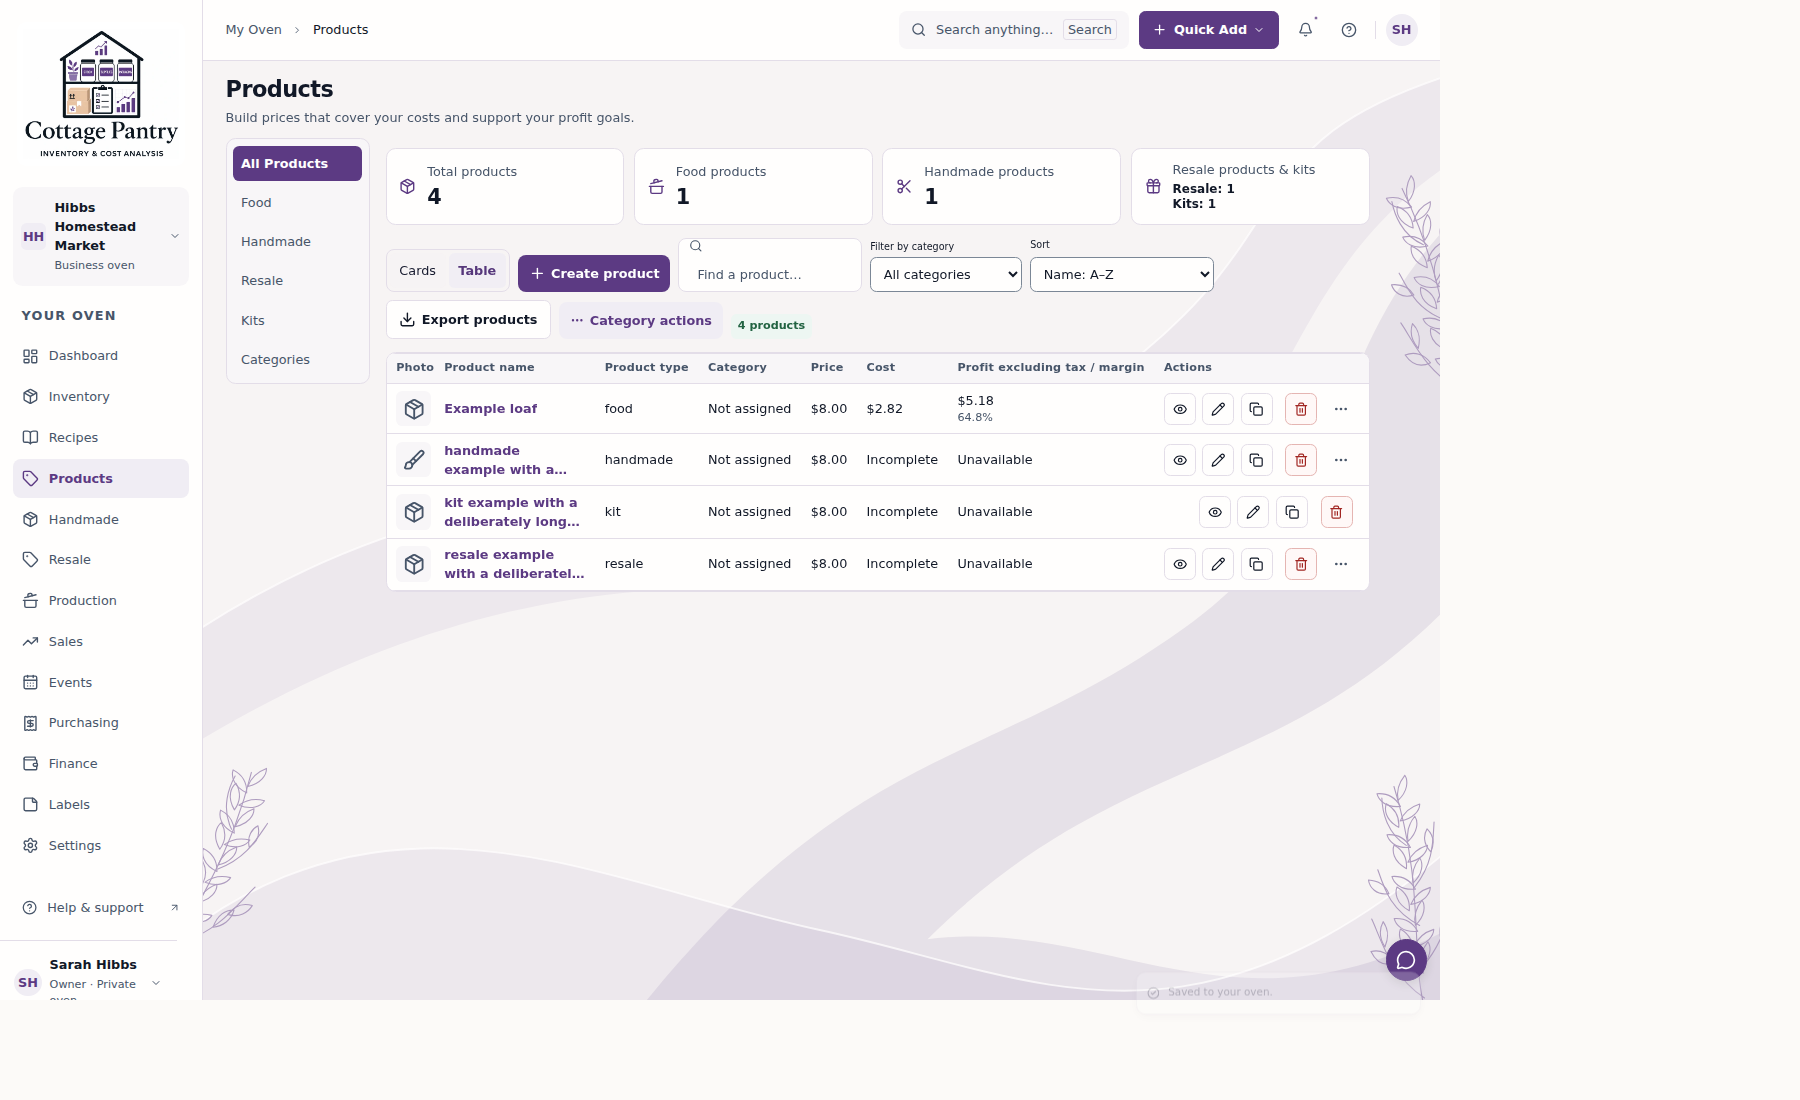 My Oven
Products
Search anything...
Search
Quick Add
SH
Cottage Pantry
INVENTORY & COST ANALYSIS
HH
Hibbs
Homestead
Market
Business oven
YOUR OVEN
Dashboard
Inventory
Recipes
Products
Handmade
Resale
Production
Sales
Events
Purchasing
Finance
Labels
Settings
Help & support
SH
Sarah Hibbs
Owner · Private
oven
Products
Build prices that cover your costs and support your profit goals.
All Products
Food
Handmade
Resale
Kits
Categories
Total products
4
Food products
1
Handmade products
1
Resale products & kits
Resale: 1
Kits: 1
Cards
Table
Create product
Find a product...
Filter by category
All categories
Sort
Name: A–Z
Export products
Category actions
4 products
Photo Product name Product type Category Price Cost Profit excluding tax / margin Actions
Example loaf food Not assigned $8.00 $2.82 $5.18
64.8%
handmade
example with a… handmade Not assigned $8.00 Incomplete Unavailable
kit example with a
deliberately long… kit Not assigned $8.00 Incomplete Unavailable
resale example
with a deliberatel… resale Not assigned $8.00 Incomplete Unavailable
Saved to your oven.